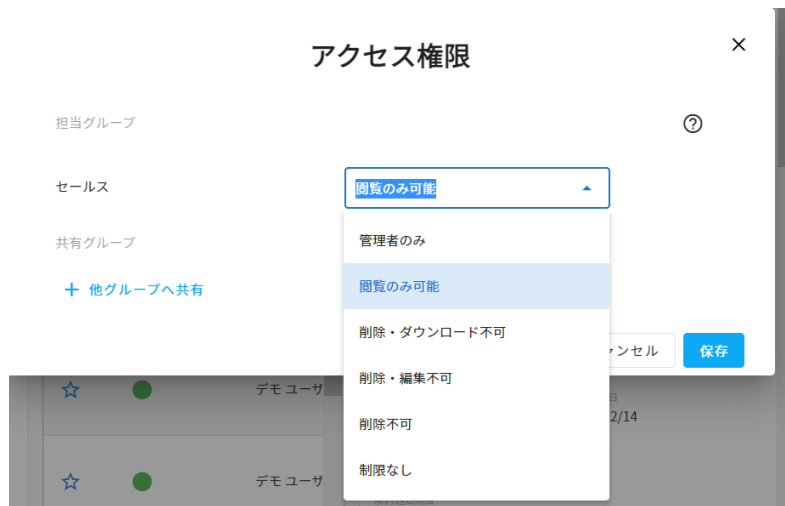 アクセス権限
担当グループ
セールス
閲覧のみ可能
管理者のみ
共有グループ
閲覧のみ可能
+ 他グループへ共有
削除・ダウンロード不可
ンセル
保存
削除・編集不可
デモ ユーザ
日
2/14
削除不可
制限なし
デモ ユーザ